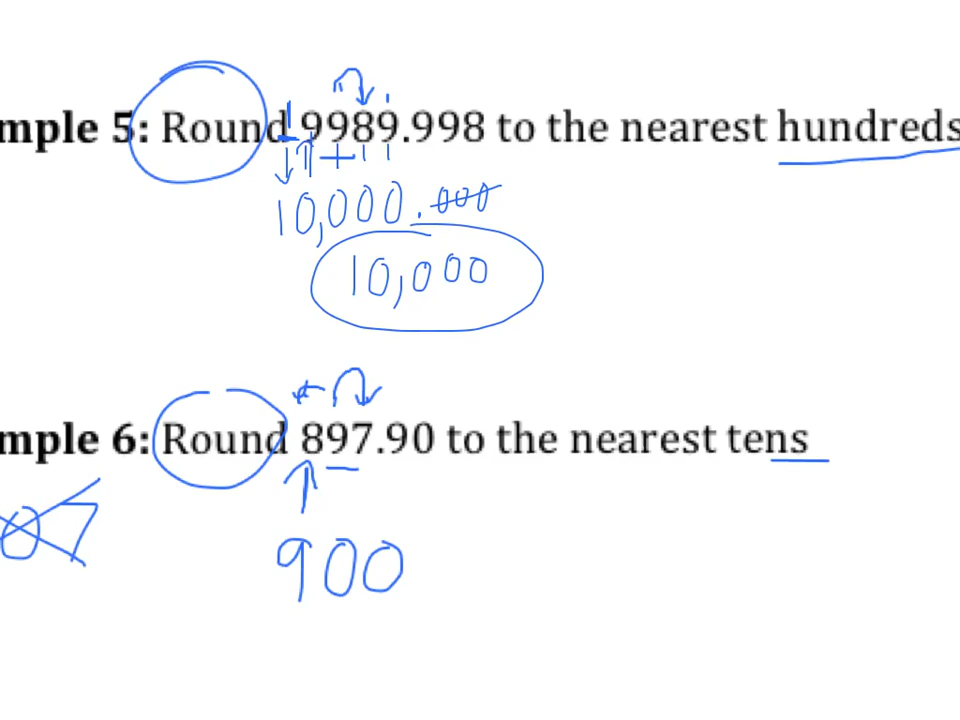 mple 5: Round 9989.998 to the nearest hundreds
10,000.000
10,000
mple 6: Round 897.90 to the nearest tens
07
900